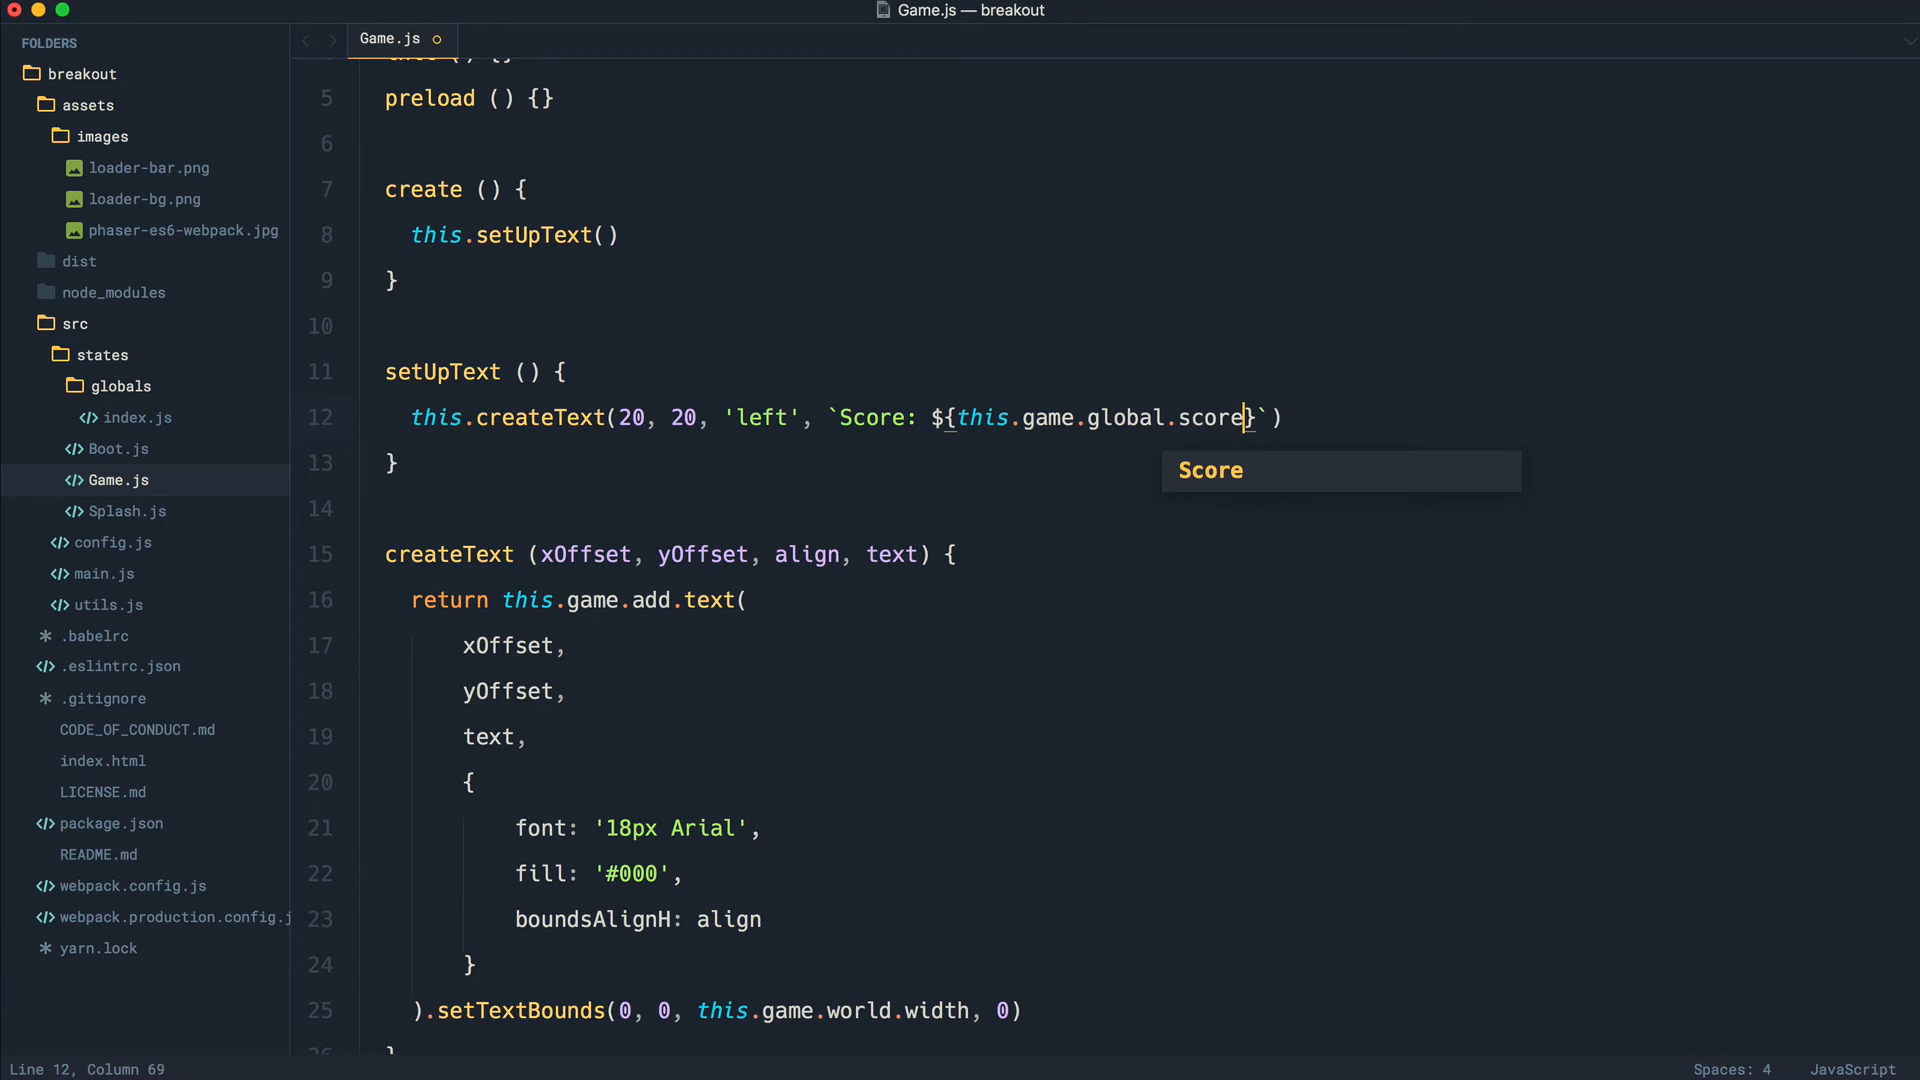 Game.js — breakout
FOLDERS
breakout
assets
images
loader-bar.png
loader-bg.png
phaser-es6-webpack.jpg
dist
node_modules
src
states
globals
index.js
Boot.js
Game.js
Splash.js
config.js
main.js
utils.js
.babelrc
.eslintrc.json
.gitignore
CODE_OF_CONDUCT.md
index.html
LICENSE.md
package.json
README.md
webpack.config.js
webpack.production.config.j
yarn.lock
Game.js
5 preload () {}
6
7 create () {
8 this.setUpText()
9 }
10
11 setUpText () {
12 this.createText(20, 20, 'left', `Score: ${this.game.global.score}`)
Score
13 }
14
15 createText (xOffset, yOffset, align, text) {
16 return this.game.add.text(
17 xOffset,
18 yOffset,
19 text,
20 {
21 font: '18px Arial',
22 fill: '#000',
23 boundsAlignH: align
24 }
25 ).setTextBounds(0, 0, this.game.world.width, 0)
Line 12, Column 69
Spaces: 4
JavaScript